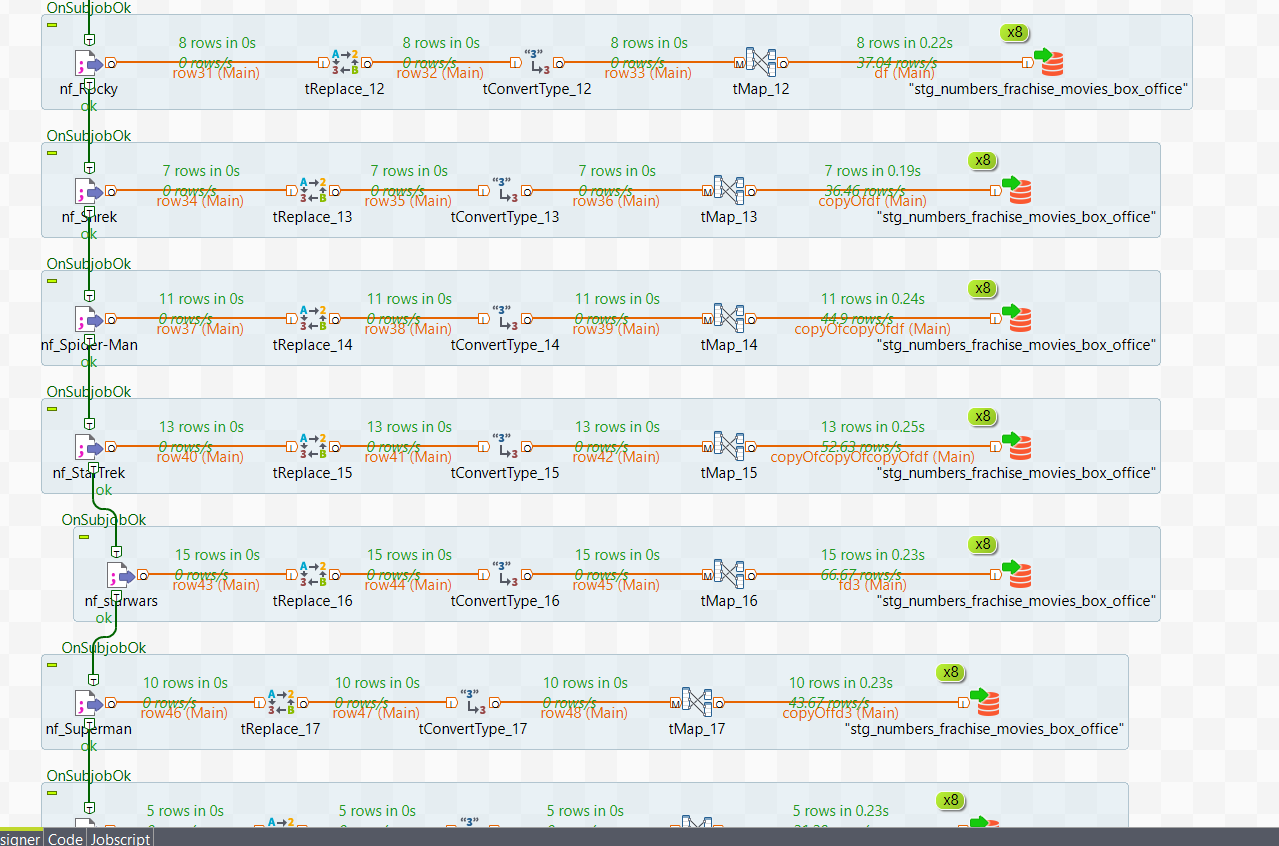 OnSubjobOk
8 rows in 0s
8 rows in 0s
8 rows in 0s
8 rows in 0.22s
x8
0 rows/s
0 rows/s
0 rows/s
37.04 rows/s
row31 (Main)
row32 (Main)
row33 (Main)
df (Main)
nf_Rocky
tReplace_12
tConvertType_12
tMap_12
"stg_numbers_frachise_movies_box_office"
ok
OnSubjobOk
7 rows in 0s
7 rows in 0s
7 rows in 0s
7 rows in 0.19s
x8
0 rows/s
0 rows/s
0 rows/s
36.46 rows/s
row34 (Main)
row35 (Main)
row36 (Main)
copyOfdf (Main)
nf_Shrek
tReplace_13
tConvertType_13
tMap_13
"stg_numbers_frachise_movies_box_office"
ok
OnSubjobOk
11 rows in 0s
11 rows in 0s
11 rows in 0s
11 rows in 0.24s
x8
0 rows/s
0 rows/s
0 rows/s
44.9 rows/s
row37 (Main)
row38 (Main)
row39 (Main)
copyOfcopyOfdf (Main)
nf_Spider-Man
tReplace_14
tConvertType_14
tMap_14
"stg_numbers_frachise_movies_box_office"
ok
OnSubjobOk
13 rows in 0s
13 rows in 0s
13 rows in 0s
13 rows in 0.25s
x8
0 rows/s
0 rows/s
0 rows/s
52.63 rows/s
row40 (Main)
row41 (Main)
row42 (Main)
copyOfcopyOfcopyOfdf (Main)
nf_StarTrek
tReplace_15
tConvertType_15
tMap_15
"stg_numbers_frachise_movies_box_office"
ok
OnSubjobOk
15 rows in 0s
15 rows in 0s
15 rows in 0s
15 rows in 0.23s
x8
0 rows/s
0 rows/s
0 rows/s
66.67 rows/s
row43 (Main)
row44 (Main)
row45 (Main)
fd3 (Main)
nf_starwars
tReplace_16
tConvertType_16
tMap_16
"stg_numbers_frachise_movies_box_office"
ok
OnSubjobOk
10 rows in 0s
10 rows in 0s
10 rows in 0s
10 rows in 0.23s
x8
0 rows/s
0 rows/s
0 rows/s
43.67 rows/s
row46 (Main)
row47 (Main)
row48 (Main)
copyOffd3 (Main)
nf_Superman
tReplace_17
tConvertType_17
tMap_17
"stg_numbers_frachise_movies_box_office"
ok
OnSubjobOk
5 rows in 0s
5 rows in 0s
5 rows in 0s
5 rows in 0.23s
x8
signer
Code
Jobscript